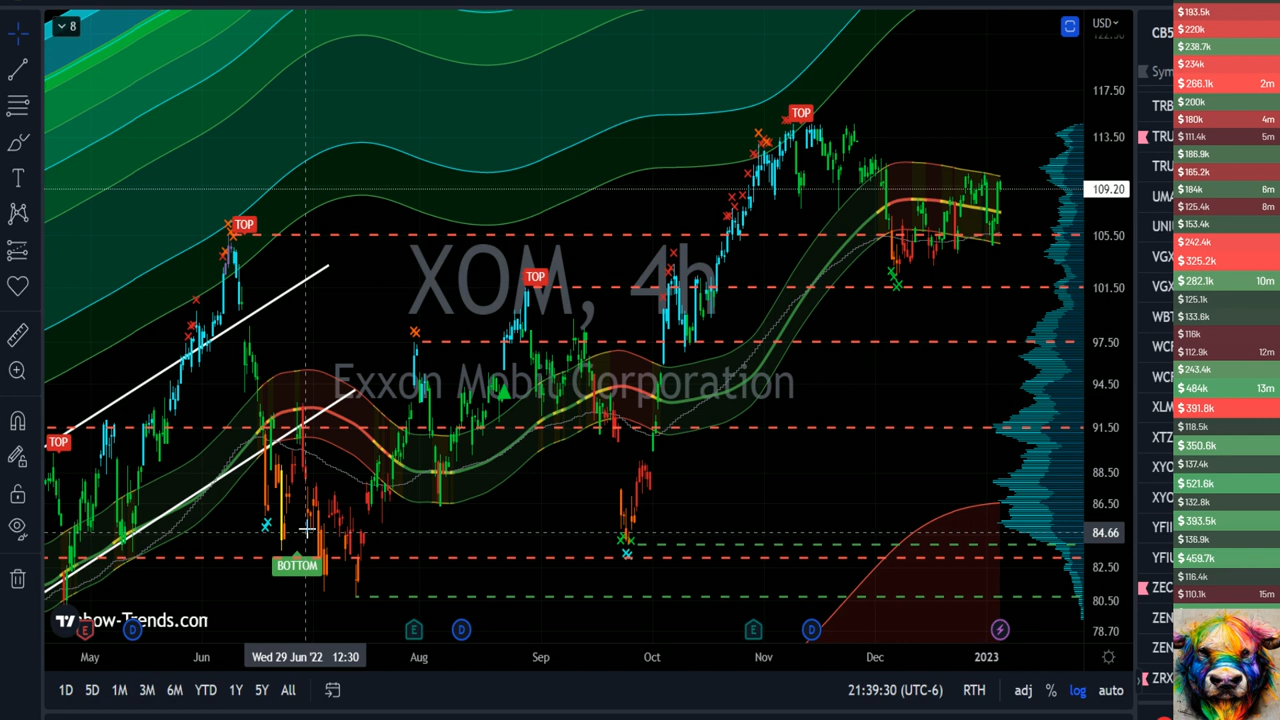 8
USD
122.50
117.50
113.50
109.20
105.50
101.50
97.50
94.50
91.50
88.50
86.50
84.66
82.50
80.50
78.70
TOP
TOP
TOP
TOP
BOTTOM
XOM, 4h
Exxon Mobil Corporation
ow-Trends.com
E
D
E
D
E
D
May
Jun
Wed 29 Jun '22 12:30
Aug
Sep
Oct
Nov
Dec
2023
1D 5D 1M 3M 6M YTD 1Y 5Y All
21:39:30 (UTC-6) RTH adj % log auto
CB5
Sym
TRB
TRU
TRU
UMA
UNI
VGX
VGX
YBT
WCF
WCF
XLM
XTZ
XYO
XYO
YFI
YFIU
ZEC
ZEN
ZEN
ZRX
$193.5k
$220k
$238.7k
$234k
$266.1k 2m
$200k
$180k 4m
$111.4k 5m
$186.9k
$165.2k
$184k 6m
$125.4k 8m
$153.4k
$242.4k
$325.2k
$282.1k 10m
$125.1k
$133.6k
$116k
$112.9k 12m
$243.4k
$484k 13m
$391.8k
$118.5k
$350.6k
$137.4k
$521.6k
$132.8k
$393.5k
$136.9k
$459.7k
$116.4k
$110.1k 15m